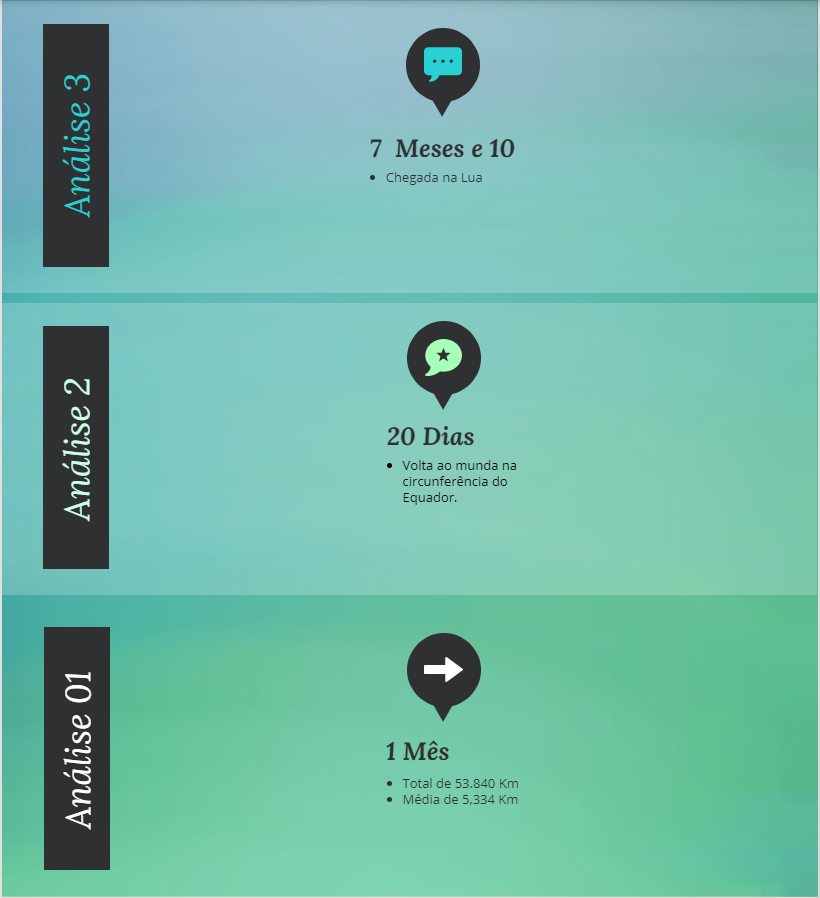 Análise 3
7 Meses e 10
• Chegada na Lua
Análise 2
20 Dias
• Volta ao munda na
circunferência do
Equador.
Análise 01
1 Mês
• Total de 53.840 Km
• Média de 5,334 Km